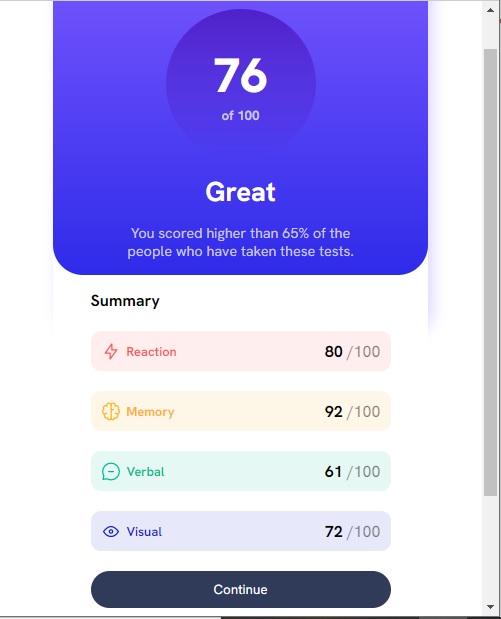 76
of 100
Great
You scored higher than 65% of the
people who have taken these tests.
Summary
Reaction 80 /100
Memory 92 /100
Verbal 61 /100
Visual 72 /100
Continue